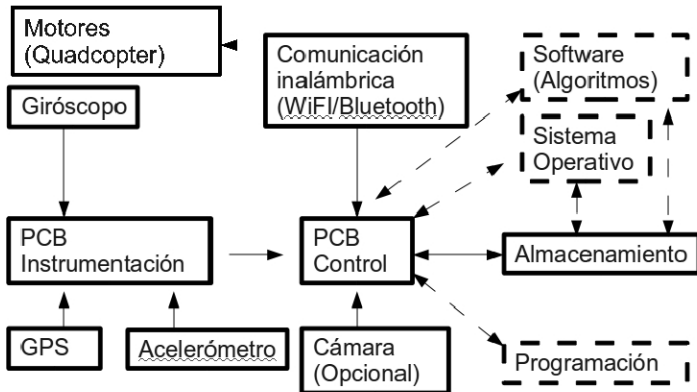 Motores
(Quadcopter)
Comunicación
inalámbrica
(WiFI/Bluetooth)
Software
(Algoritmos)
Giróscopo
Sistema
Operativo
PCB
Instrumentación
PCB
Control
Almacenamiento
GPS
Acelerómetro
Cámara
(Opcional)
Programación